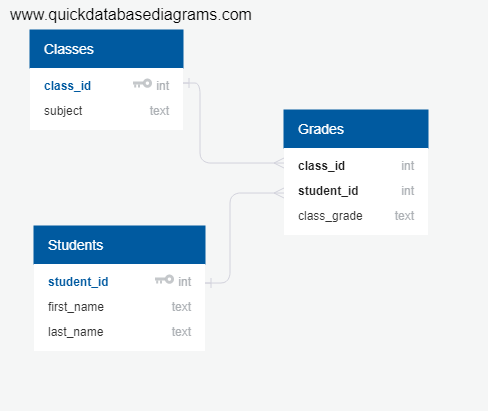 www.quickdatabasediagrams.com
Classes
class_id int
subject text
Grades
class_id int
student_id int
class_grade text
Students
student_id int
first_name text
last_name text